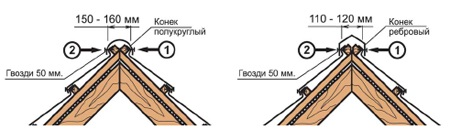 150 - 160 мм
Конек
полукруглый
2
1
Гвозди 50 мм.
110 - 120 мм
Конек
ребровый
2
1
Гвозди 50 мм.